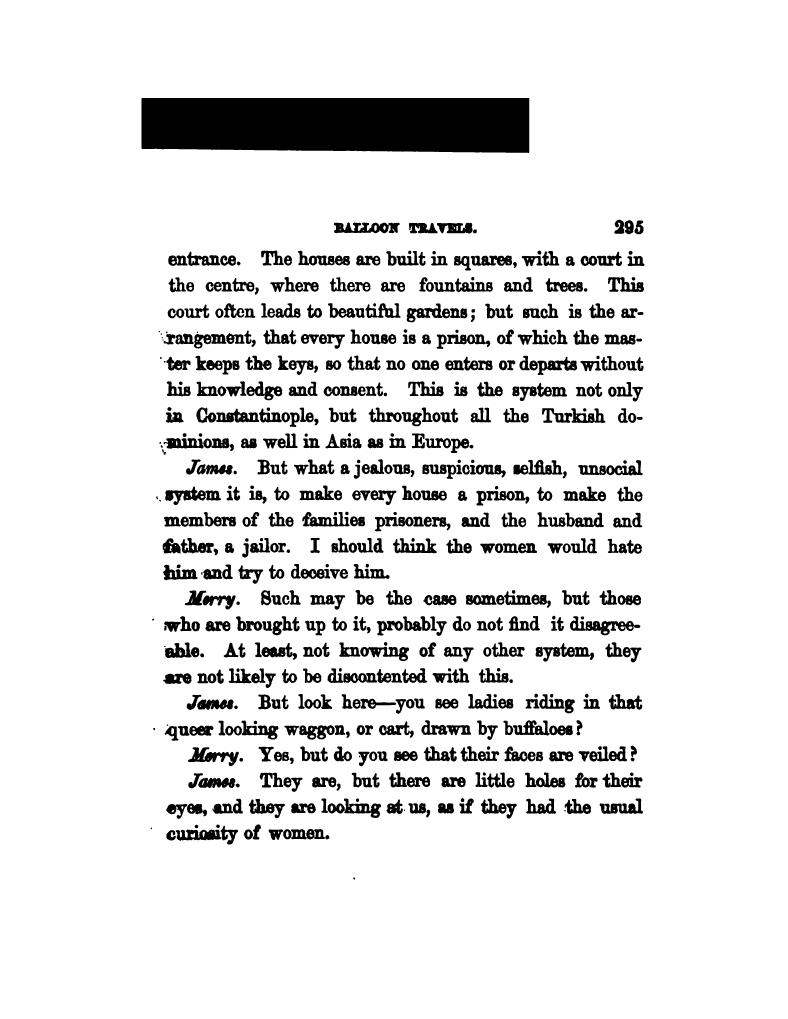 BALLOON TRAVELS. 295
entrance. The houses are built in squares, with a court in
the centre, where there are fountains and trees. This
court often leads to beautiful gardens; but such is the ar-
rangement, that every house is a prison, of which the mas-
ter keeps the keys, so that no one enters or departs without
his knowledge and consent. This is the system not only
in Constantinople, but throughout all the Turkish do-
minions, as well in Asia as in Europe.
James. But what a jealous, suspicious, selfish, unsocial
system it is, to make every house a prison, to make the
members of the families prisoners, and the husband and
father, a jailor. I should think the women would hate
him and try to deceive him.
Merry. Such may be the case sometimes, but those
who are brought up to it, probably do not find it disagree-
able. At least, not knowing of any other system, they
are not likely to be discontented with this.
James. But look here—you see ladies riding in that
queer looking waggon, or cart, drawn by buffaloes?
Merry. Yes, but do you see that their faces are veiled?
James. They are, but there are little holes for their
eyes, and they are looking at us, as if they had the usual
curiosity of women.